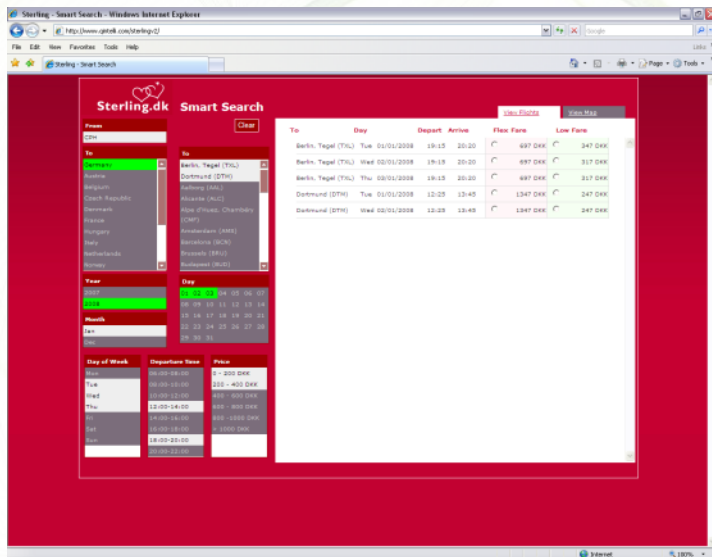 Sterling - Smart Search - Windows Internet Explorer
http://www.qintelk.com/sterlingv2/
Google
File Edit View Favorites Tools Help
Links
Sterling - Smart Search
Page Tools
Sterling.dk Smart Search
View Flights View Map
From
Clear
CPH
To
Germany
Austria
Belgium
Czech Republic
Denmark
France
Hungary
Italy
Netherlands
Norway
To
Berlin, Tegel (TXL)
Dortmund (DTM)
Aalborg (AAL)
Alicante (ALC)
Alpe d'Huez, Chambéry
(CMF)
Amsterdam (AMS)
Barcelona (BCN)
Brussels (BRU)
Budapest (BUD)
Year
2007
2008
Month
Jan
Dec
Day
01 02 03 04 05 06 07
08 09 10 11 12 13 14
15 16 17 18 19 20 21
22 23 24 25 26 27 28
29 30 31
Day of Week
Mon
Tue
Wed
Thu
Fri
Sat
Sun
Departure Time
06:00-08:00
08:00-10:00
10:00-12:00
12:00-14:00
14:00-16:00
16:00-18:00
18:00-20:00
20:00-22:00
Price
0 - 200 DKK
200 - 400 DKK
400 - 600 DKK
600 - 800 DKK
800 -1000 DKK
> 1000 DKK
To Day Depart Arrive Flex Fare Low Fare
Berlin, Tegel (TXL) Tue 01/01/2008 19:15 20:20 697 DKK 347 DKK
Berlin, Tegel (TXL) Wed 02/01/2008 19:15 20:20 697 DKK 317 DKK
Berlin, Tegel (TXL) Thu 03/01/2008 19:15 20:20 697 DKK 317 DKK
Dortmund (DTM) Tue 01/01/2008 12:25 13:45 1347 DKK 247 DKK
Dortmund (DTM) Wed 02/01/2008 12:25 13:45 1347 DKK 247 DKK
Internet
100%